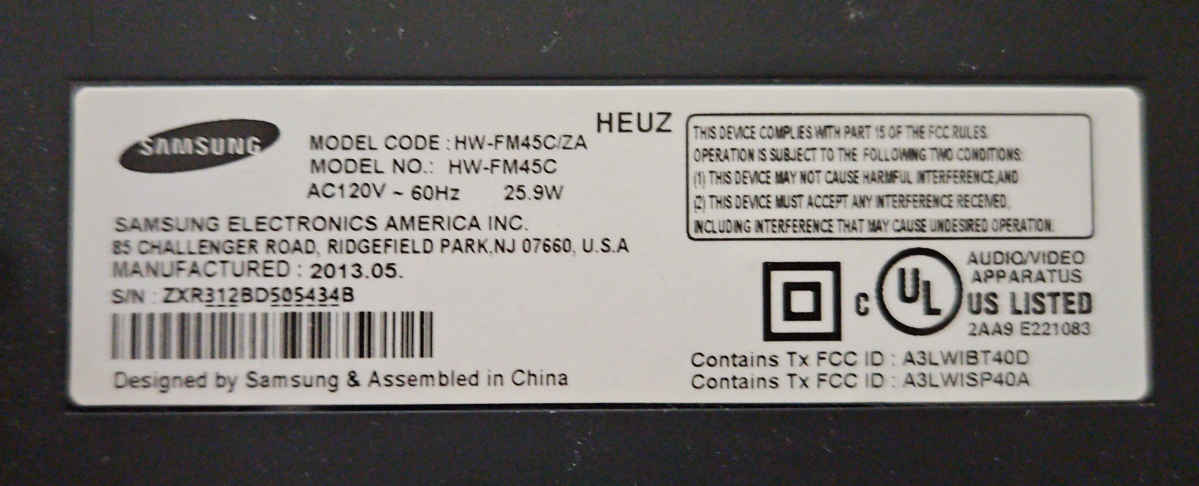 SAMSUNG
MODEL CODE : HW-FM45C/ZA
MODEL NO.: HW-FM45C
AC120V ~ 60Hz 25.9W
HEUZ
SAMSUNG ELECTRONICS AMERICA INC.
85 CHALLENGER ROAD, RIDGEFIELD PARK,NJ 07660, U.S.A
MANUFACTURED : 2013.05.
S/N : ZXR312BD505434B
Designed by Samsung & Assembled in China
THIS DEVICE COMPLIES WITH PART 15 OF THE FCC RULES.
OPERATION IS SUBJECT TO THE FOLLOWING TWO CONDITIONS:
(1) THIS DEVICE MAY NOT CAUSE HARMFUL INTERFERENCE,AND
(2) THIS DEVICE MUST ACCEPT ANY INTERFERENCE RECEIVED,
INCLUDING INTERFERENCE THAT MAY CAUSE UNDESIRED OPERATION.
C UL
AUDIO/VIDEO
APPARATUS
US LISTED
2AA9 E221083
Contains Tx FCC ID : A3LWIBT40D
Contains Tx FCC ID : A3LWISP40A